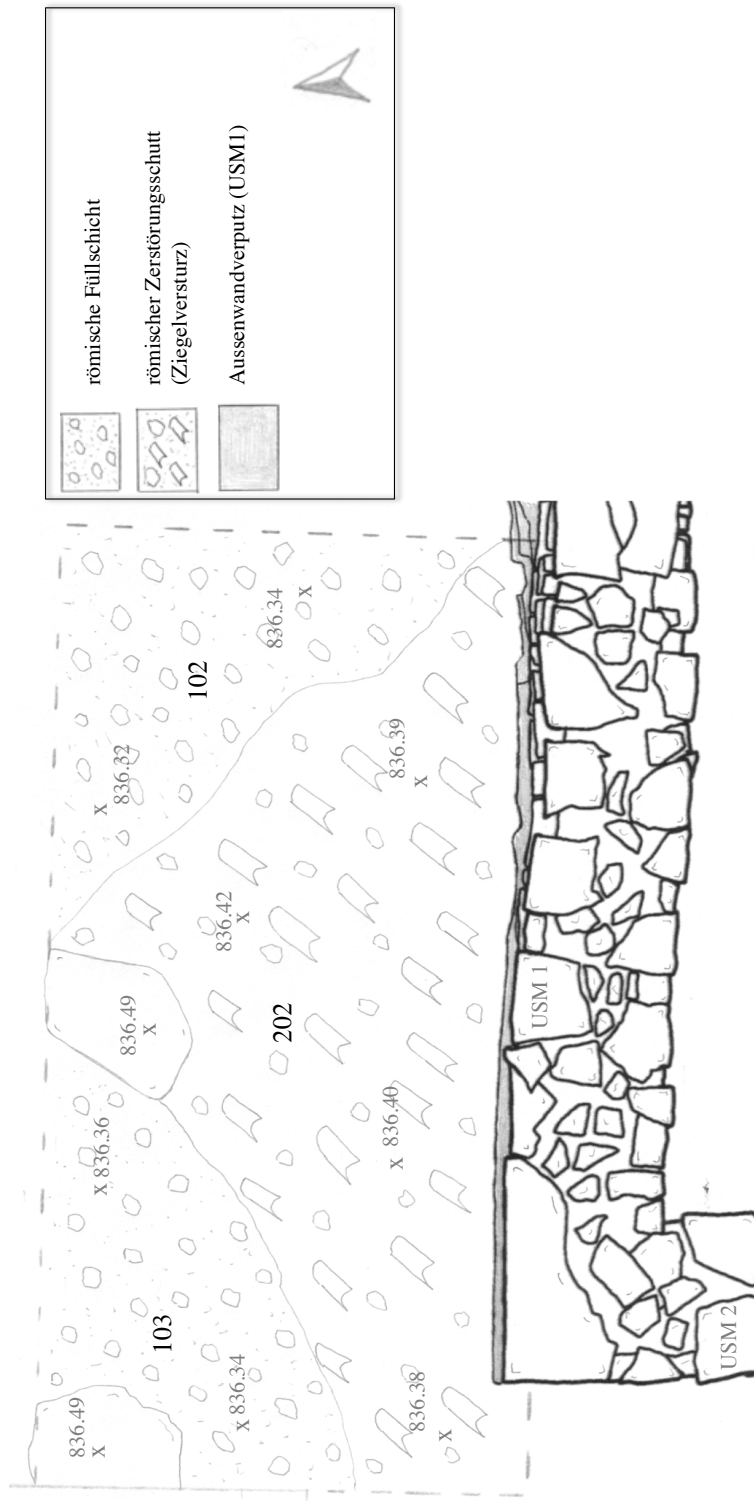 römische Füllschicht
römischer Zerstörungsschutt
(Ziegelversturz)
Aussenwandverputz (USM1)
836.49
X
103
X 836.34
X 836.36
836.49
X
836.38
X
202
X 836.40
836.42
X
836.39
X
X
836.32
102
836.34
X
USM 1
USM 2